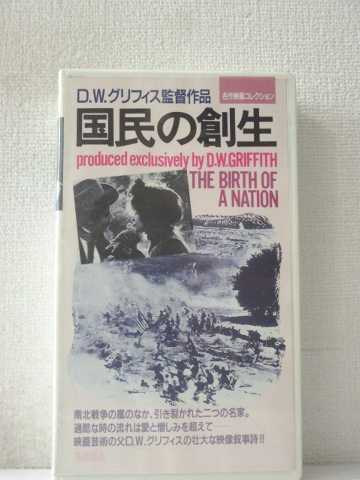 D.W.グリフィス監督作品
名作映画コレクション
国民の創生
produced exclusively by D.W.GRIFFITH
THE BIRTH OF
A NATION
南北戦争の嵐のなか、引き裂かれた二つの名家。
過酷な時の流れは愛と憎しみを超えて──
映画芸術の父D.W.グリフィスの壮大な映像叙事詩!!